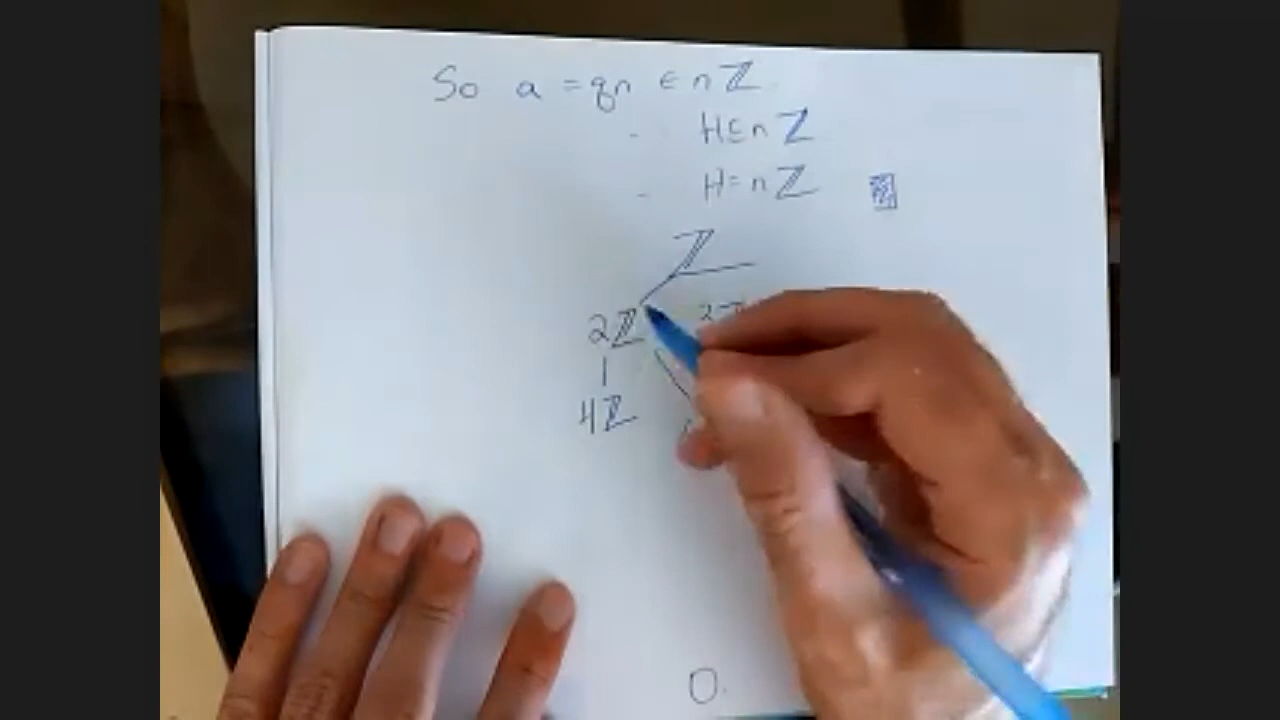 So a = qn ∈ nℤ.
H⊆nℤ
H=nℤ
ℤ
2ℤ
4ℤ
0